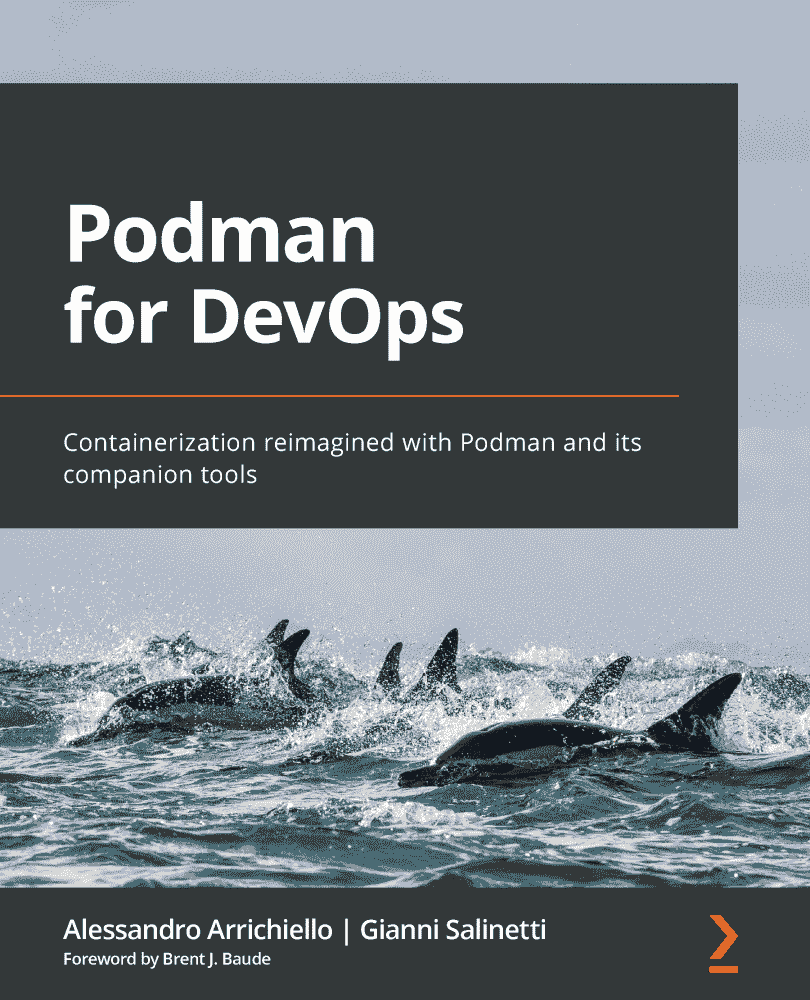 Podman
for DevOps
Containerization reimagined with Podman and its
companion tools
Alessandro Arrichiello | Gianni Salinetti
Foreword by Brent J. Baude